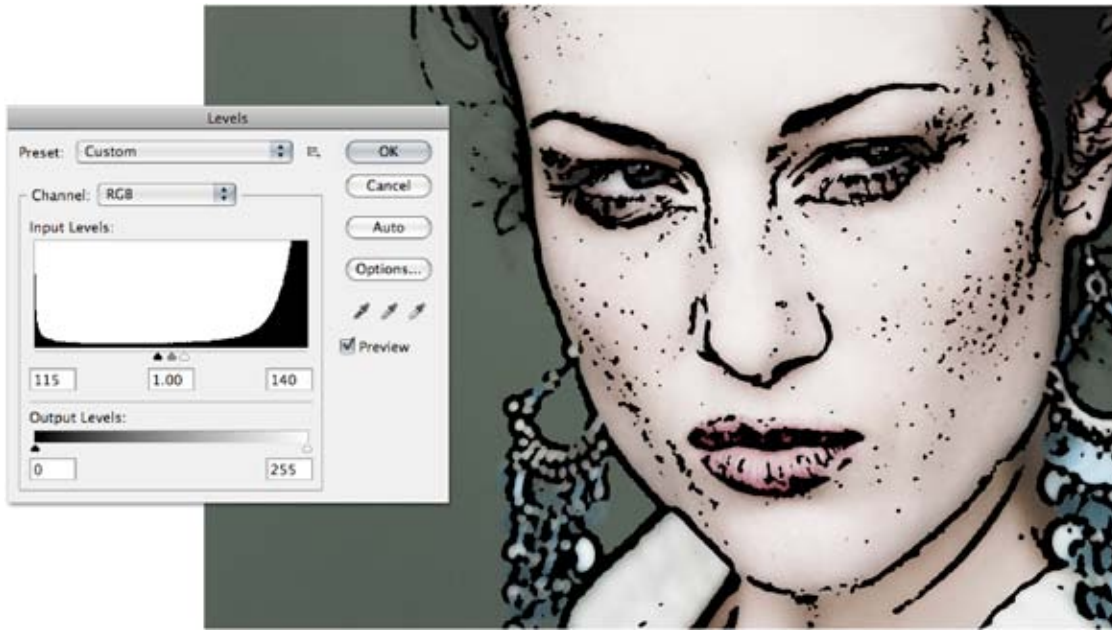 Levels
Preset: Custom
OK
Cancel
Channel: RGB
Auto
Input Levels:
Options...
Preview
115 1.00 140
Output Levels:
0 255